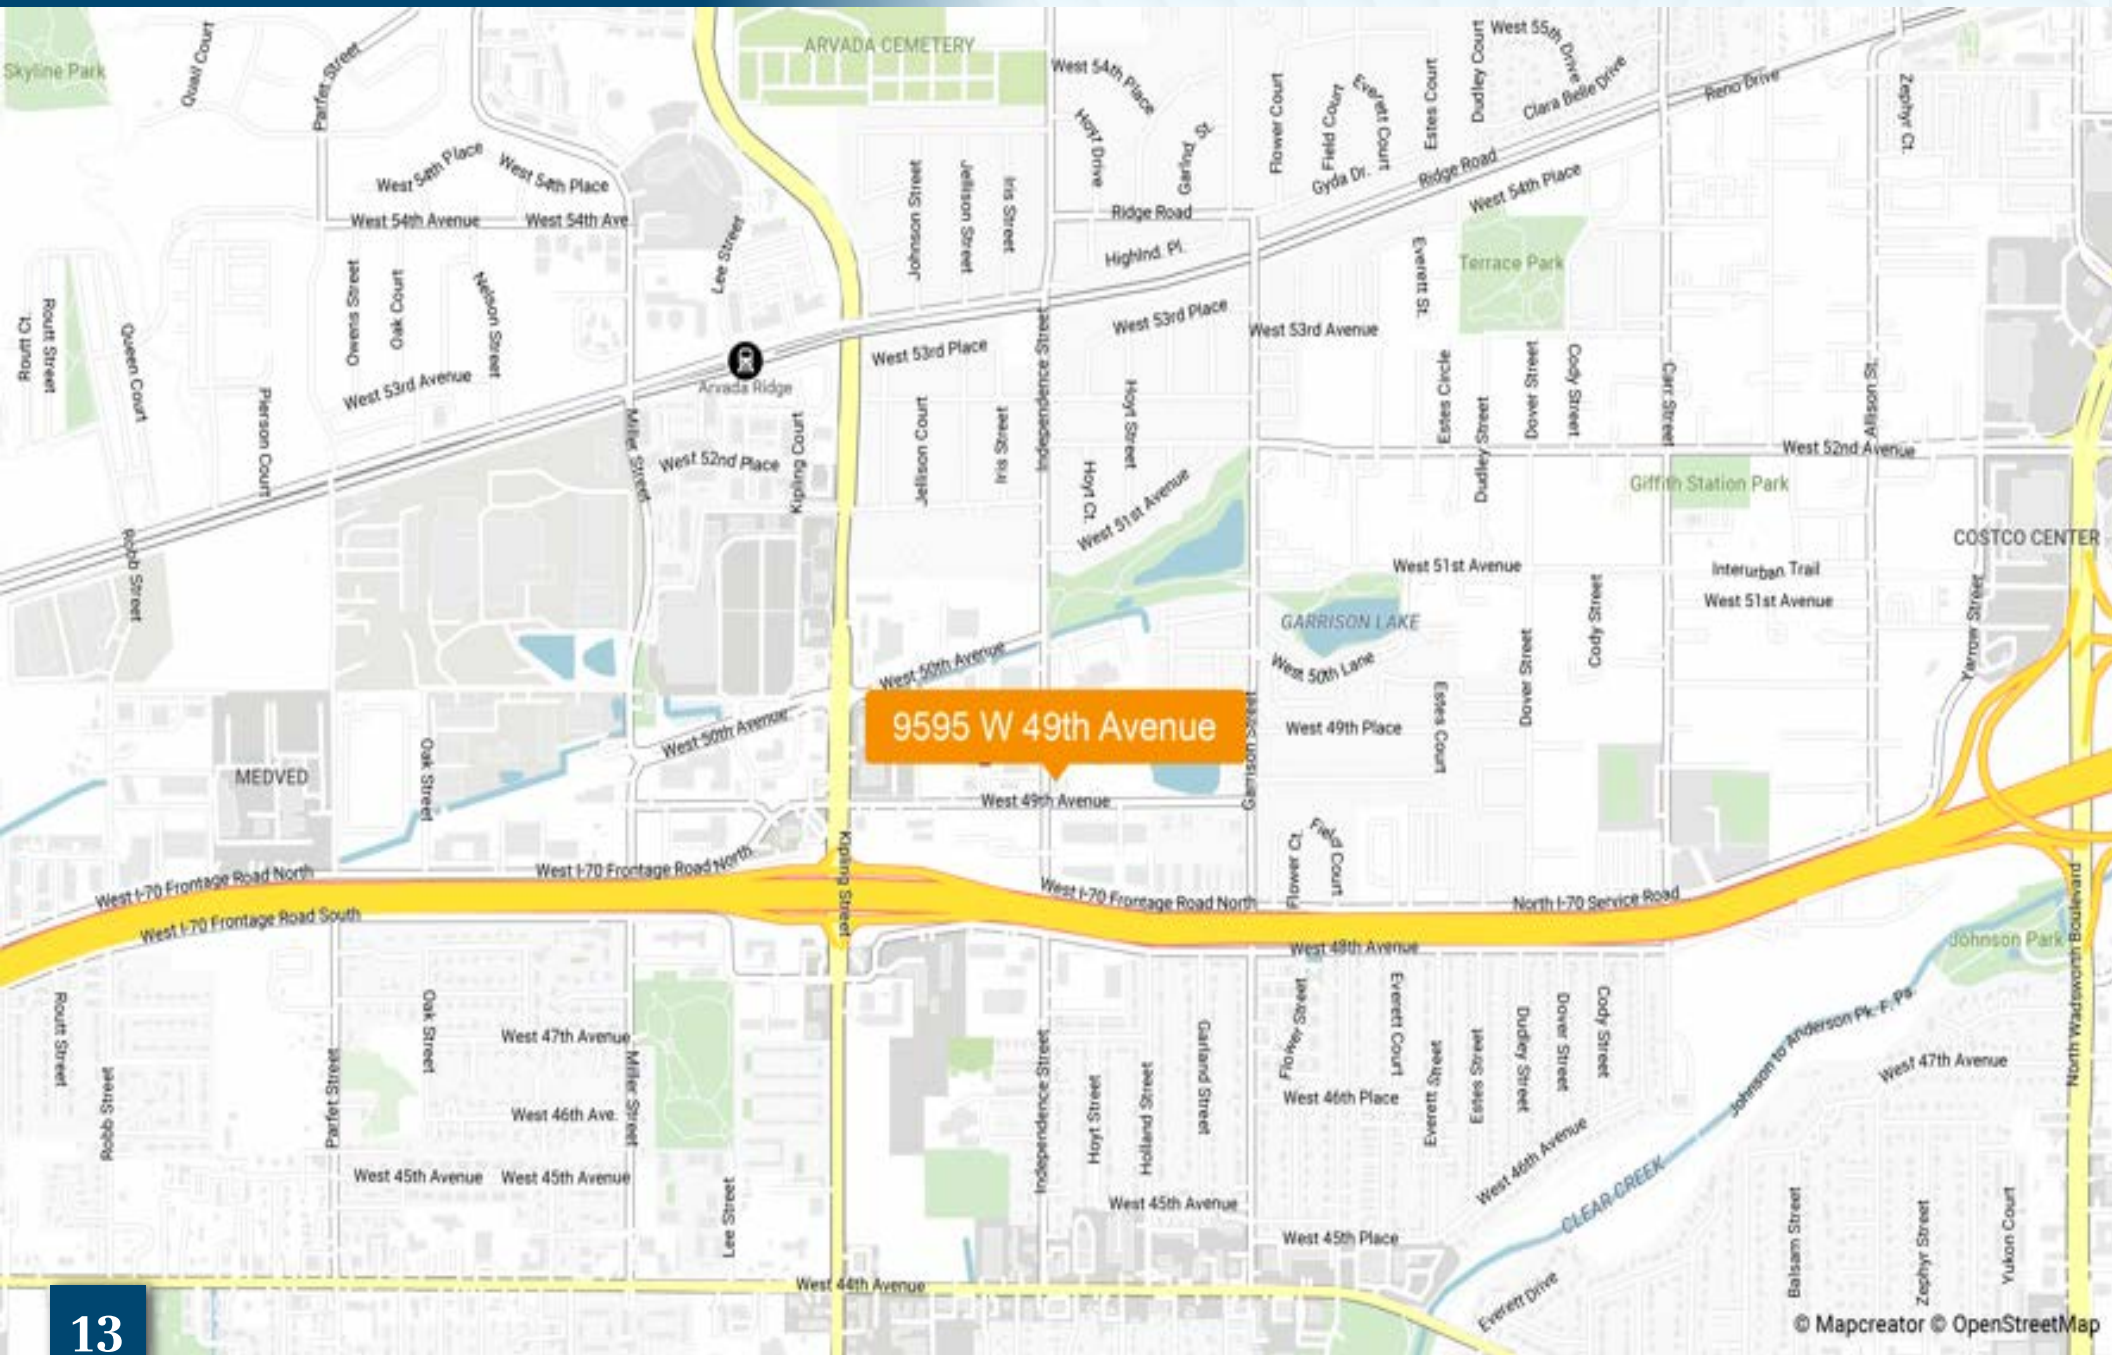 West 55th Drive
Dudley Court
Quail Court
ARVADA CEMETERY
Parfet Street
Skyline Park
West 54th Place
Everett Court
Estes Court
Clara Belle Drive
Reno Drive
Zephyr Ct.
Flower Court
Field Court
Hoyt Drive
Garlnd St.
West 54th Place
West 54th Place
Johnson Street
Jellison Street
Iris Street
Gyda Dr.
Ridge Road
West 54th Place
West 54th Avenue
West 54th Ave
Ridge Road
Lee Street
Highlnd. Pl.
Everett St.
Terrace Park
Routt Ct.
Routt Street
Queen Court
Owens Street
Oak Court
Nelson Street
West 53rd Place
West 53rd Avenue
West 53rd Place
Independence Street
Arvada Ridge
West 53rd Avenue
Pierson Court
Estes Circle
Dover Street
Cody Street
Carr Street
Allison St.
Miller Street
Kipling Court
Jellison Court
Iris Street
Hoyt Street
Dudley Street
West 52nd Avenue
West 52nd Place
Hoyt Ct.
Giffith Station Park
West 51st Avenue
Robb Street
COSTCO CENTER
West 51st Avenue
Interurban Trail
West 51st Avenue
Cody Street
Yarrow Street
GARRISON LAKE
West 50th Avenue
West 50th Lane
Dover Street
Estes Court
9595 W 49th Avenue
Garrison Street
West 49th Place
West 50th Avenue
MEDVED
Oak Street
West 49th Avenue
Kipling Street
Flower Ct.
Field Court
West I-70 Frontage Road North
West I-70 Frontage Road North
West I-70 Frontage Road North
North I-70 Service Road
West I-70 Frontage Road South
West 48th Avenue
Johnson Park
North Wadsworth Boulevard
Routt Street
Oak Street
West 47th Avenue
Flower Street
Everett Court
Dudley Street
Dover Street
Cody Street
Johnson to Anderson Pk. F. Pa.
West 47th Avenue
Robb Street
Parfet Street
Miller Street
Independence Street
Hoyt Street
Holland Street
Garland Street
West 46th Place
Everett Street
Estes Street
West 46th Ave.
West 46th Avenue
West 45th Avenue
West 45th Avenue
Lee Street
West 45th Avenue
CLEAR CREEK
West 45th Place
Balsam Street
Zephyr Street
Yukon Court
West 44th Avenue
Everett Drive
13
© Mapcreator © OpenStreetMap